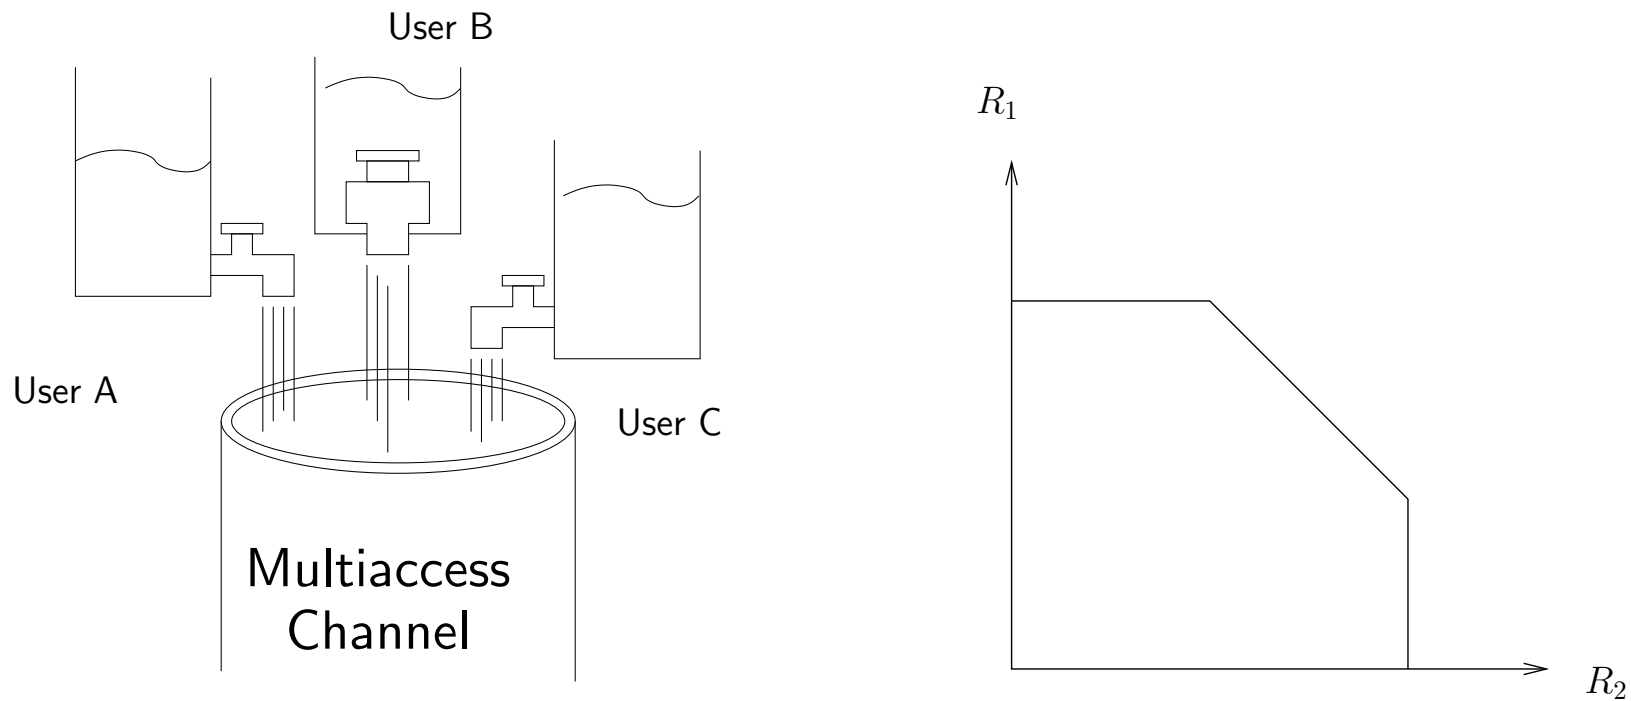 User B
User A
User C
Multiaccess
Channel
R₁
R₂